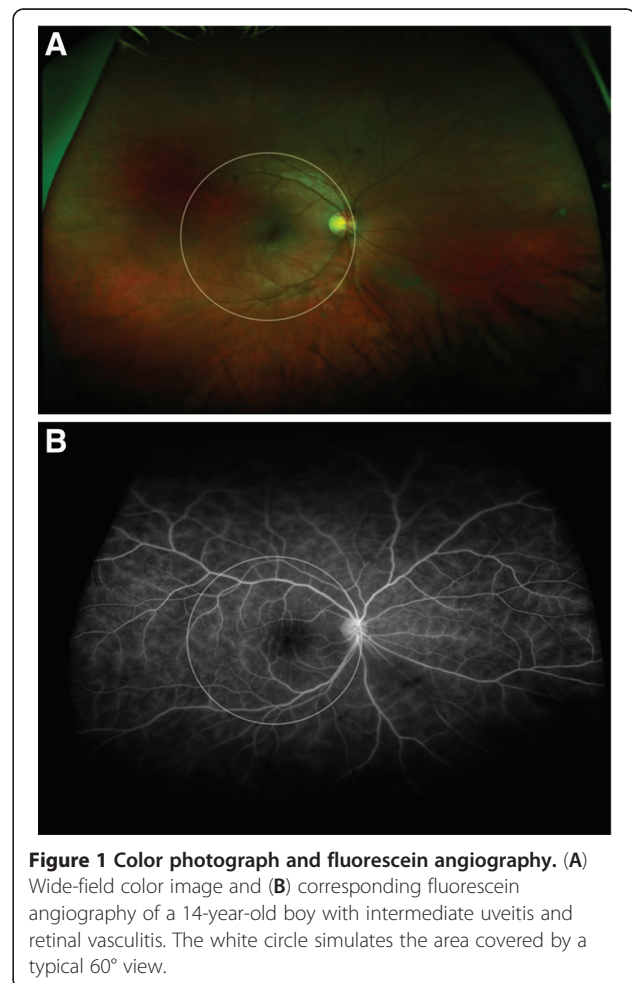 A
B
Figure 1 Color photograph and fluorescein angiography. (A)
Wide-field color image and (B) corresponding fluorescein
angiography of a 14-year-old boy with intermediate uveitis and
retinal vasculitis. The white circle simulates the area covered by a
typical 60° view.